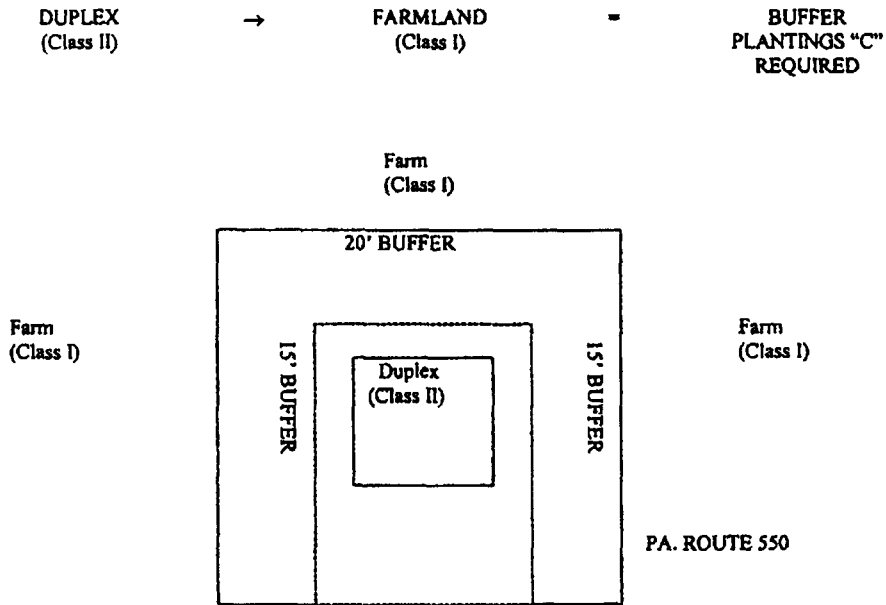 DUPLEX → FARMLAND = BUFFER
(Class II) (Class I) PLANTINGS “C”
REQUIRED
Farm
(Class I)
20' BUFFER
Farm
(Class I)
15' BUFFER
Duplex
(Class II)
15' BUFFER
Farm
(Class I)
PA. ROUTE 550